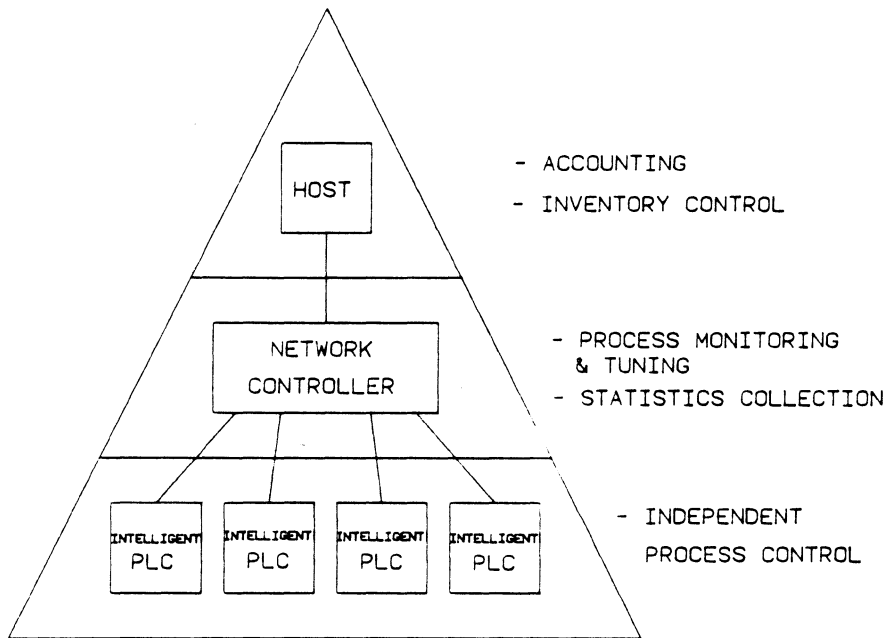 HOST
- ACCOUNTING
- INVENTORY CONTROL
NETWORK
CONTROLLER
- PROCESS MONITORING
& TUNING
- STATISTICS COLLECTION
INTELLIGENT
PLC
INTELLIGENT
PLC
INTELLIGENT
PLC
INTELLIGENT
PLC
- INDEPENDENT
PROCESS CONTROL